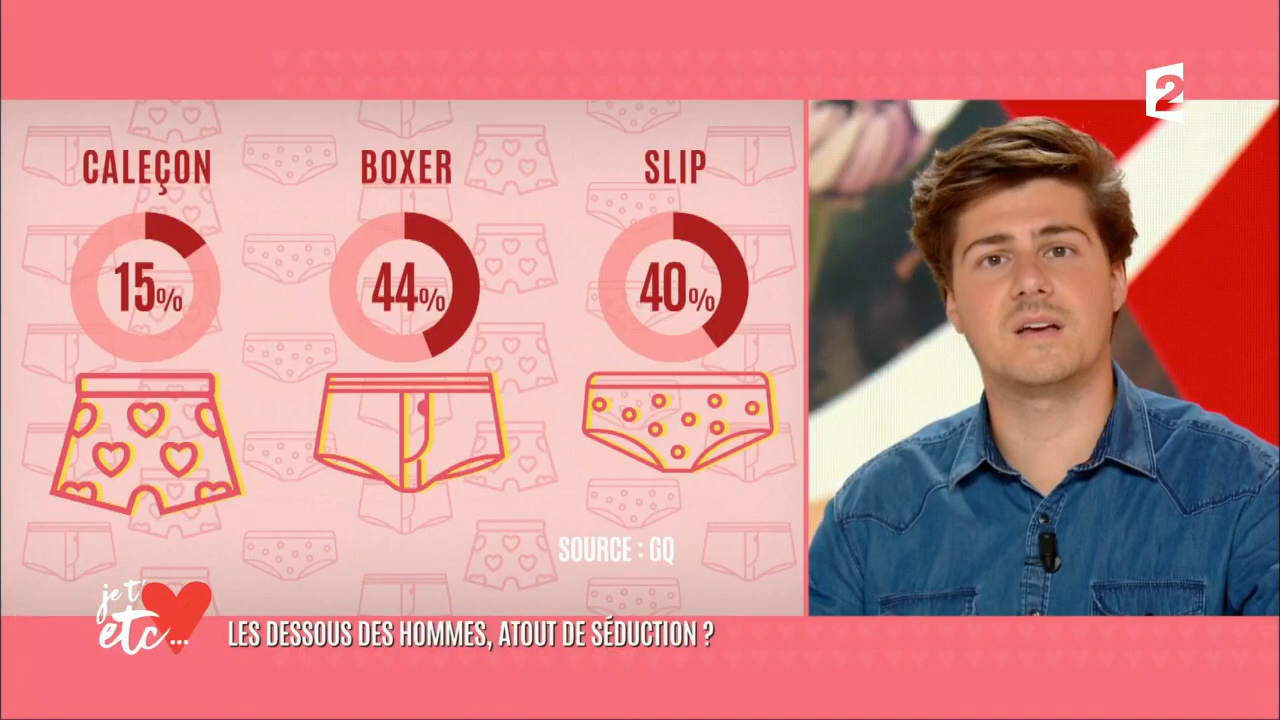 2
CALEÇON
BOXER
SLIP
15%
44%
40%
SOURCE : GQ
je t'
etc...
LES DESSOUS DES HOMMES, ATOUT DE SÉDUCTION ?